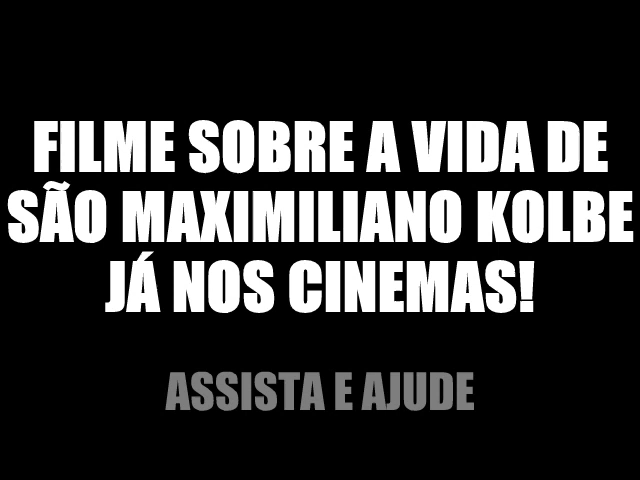 FILME SOBRE A VIDA DE
SÃO MAXIMILIANO KOLBE
JÁ NOS CINEMAS!
ASSISTA E AJUDE